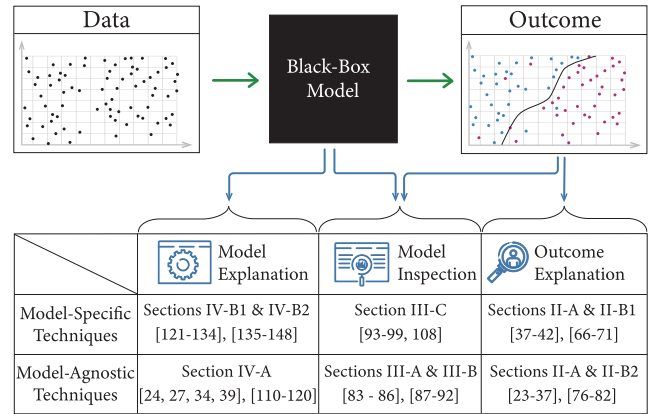 Data
Black-Box
Model
Outcome
Model
Explanation
Model
Inspection
Outcome
Explanation
Model-Specific
Techniques
Sections IV-B1 & IV-B2
[121-134], [135-148]
Section III-C
[93-99, 108]
Sections II-A & II-B1
[37-42], [66-71]
Model-Agnostic
Techniques
Section IV-A
[24, 27, 34, 39], [110-120]
Sections III-A & III-B
[83 - 86], [87-92]
Sections II-A & II-B2
[23-37], [76-82]